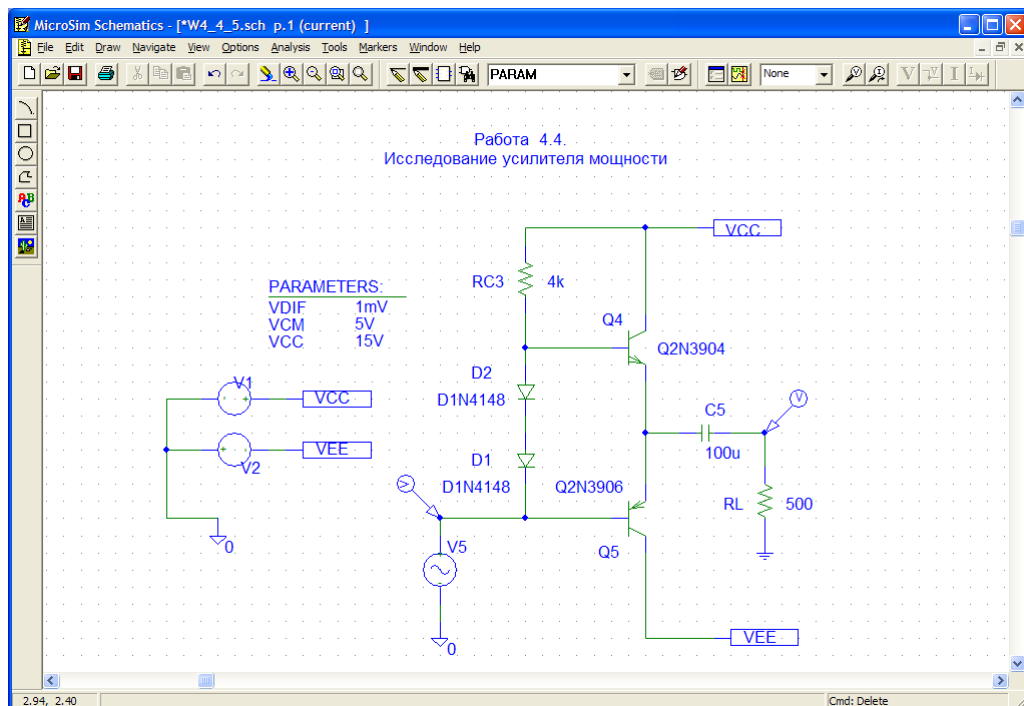 MicroSim Schematics - [*W4_4_5.sch  p.1 (current)  ]
File Edit Draw Navigate View Options Analysis Tools Markers Window Help
PARAM
None
V V I
ABC
Работа 4.4.
Исследование усилителя мощности
VCC
RC3 4k
PARAMETERS:
VDIF 1mV
VCM 5V
VCC 15V
Q4
Q2N3904
D2
D1N4148
V1
VCC
V
C5
100u
VEE
V2
D1
D1N4148
Q2N3906
V
RL 500
0
V5
Q5
VEE
0
2.94, 2.40
Cmd: Delete